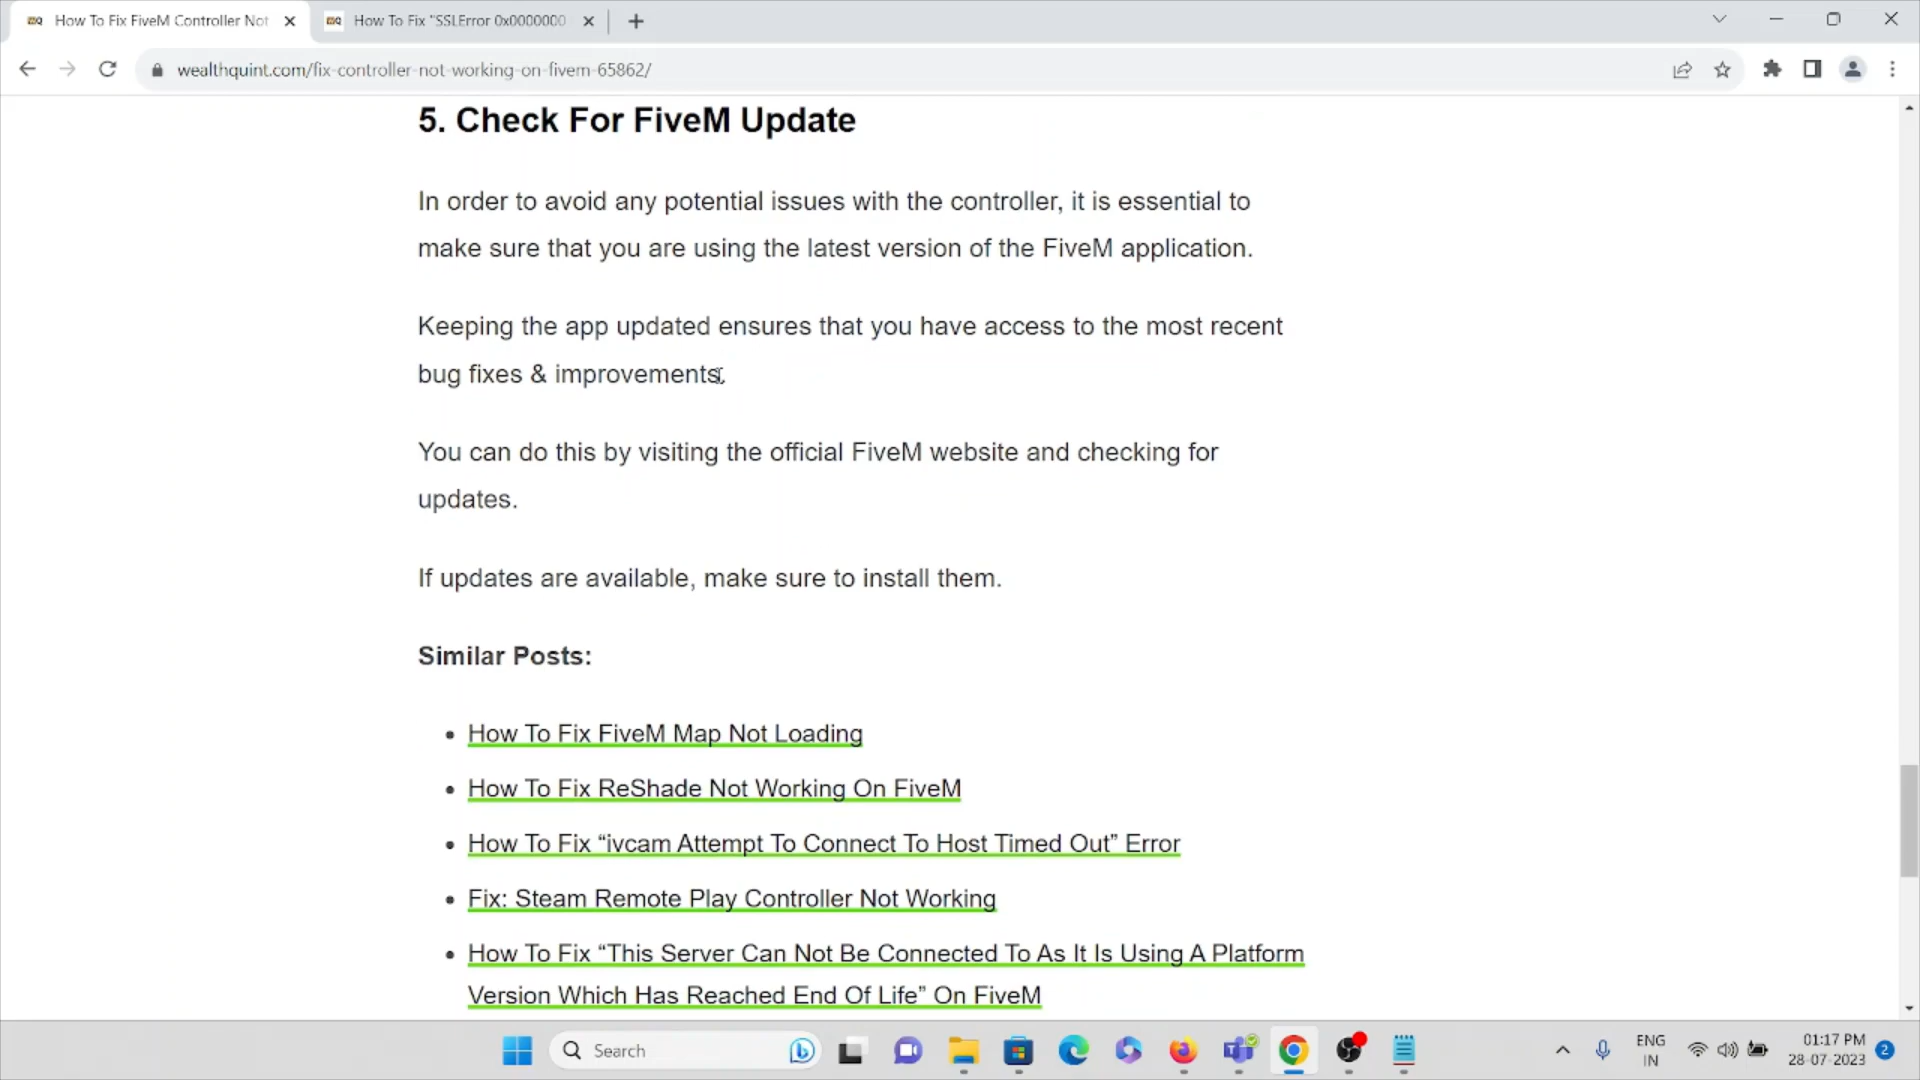 How To Fix FiveM Controller Not
How To Fix "SSLError 0x0000000
wealthquint.com/fix-controller-not-working-on-fivem-65862/
5. Check For FiveM Update
In order to avoid any potential issues with the controller, it is essential to
make sure that you are using the latest version of the FiveM application.
Keeping the app updated ensures that you have access to the most recent
bug fixes & improvements.
You can do this by visiting the official FiveM website and checking for
updates.
If updates are available, make sure to install them.
Similar Posts:
How To Fix FiveM Map Not Loading
How To Fix ReShade Not Working On FiveM
How To Fix “ivcam Attempt To Connect To Host Timed Out” Error
Fix: Steam Remote Play Controller Not Working
How To Fix “This Server Can Not Be Connected To As It Is Using A Platform
Version Which Has Reached End Of Life” On FiveM
Search
ENG
IN
01:17 PM
28-07-2023
2